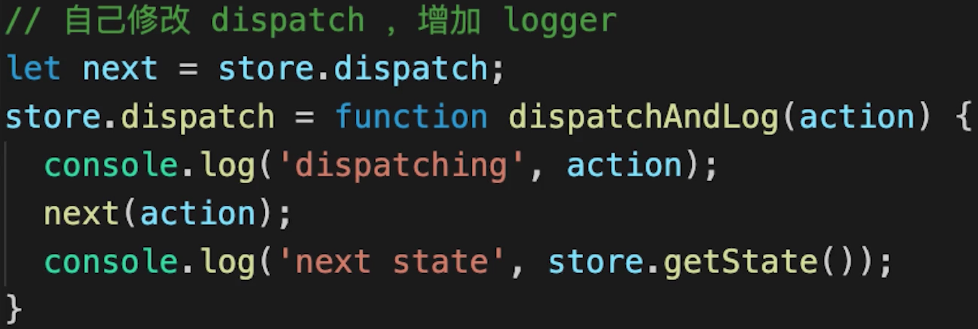 // 自己修改 dispatch ，增加 logger
let next = store.dispatch;
store.dispatch = function dispatchAndLog(action) {
  console.log('dispatching', action);
  next(action);
  console.log('next state', store.getState());
}